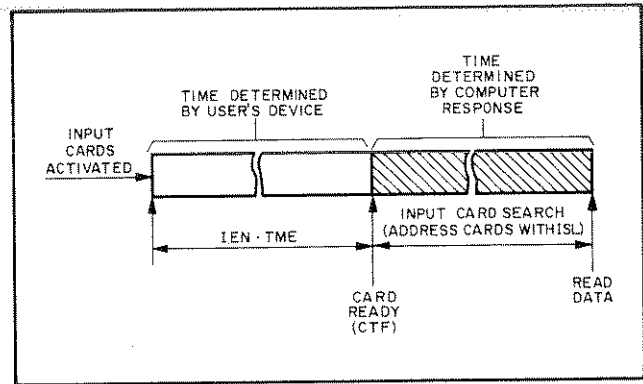 TIME
DETERMINED
BY COMPUTER
RESPONSE
TIME DETERMINED
BY USER'S DEVICE
INPUT
CARDS
ACTIVATED
IEN · TME
INPUT CARD SEARCH
(ADDRESS CARDS WITH ISL)
CARD
READY
(CTF)
READ
DATA